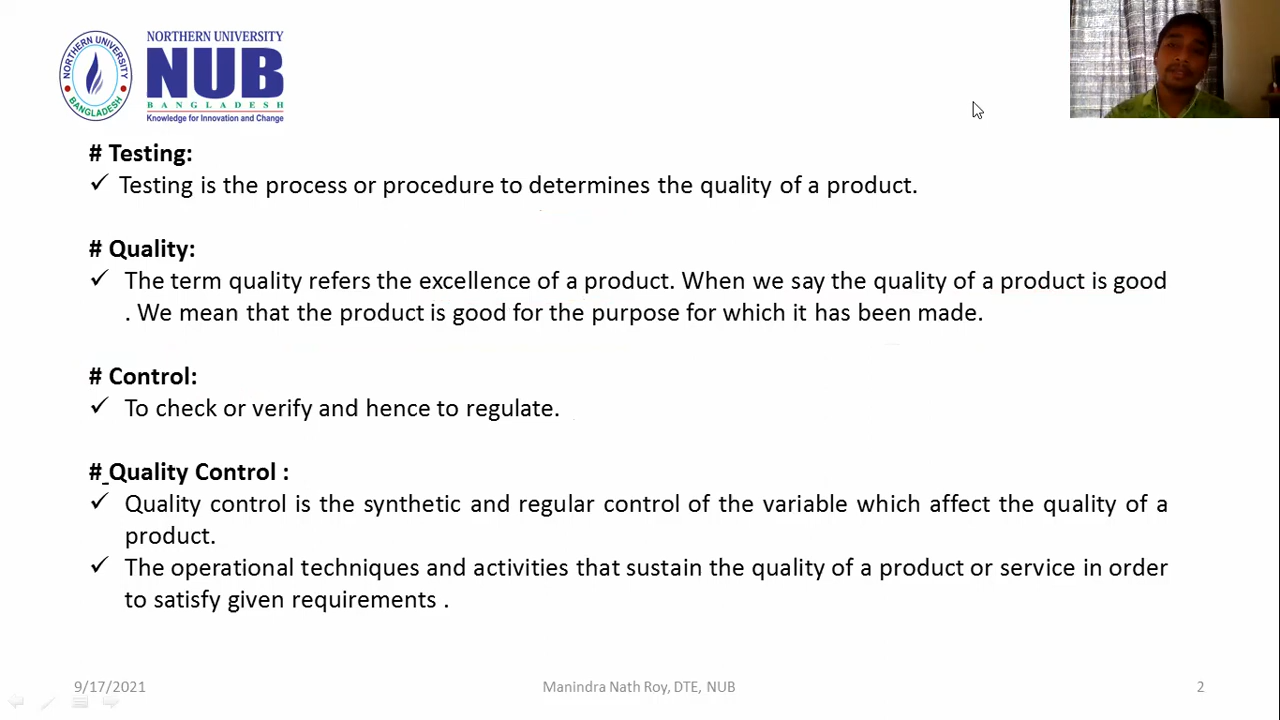 NORTHERN UNIVERSITY
NORTHERN UNIVERSITY
NUB
BANGLADESH
BANGLADESH
Knowledge for Innovation and Change
# Testing:
✓ Testing is the process or procedure to determines the quality of a product.
# Quality:
✓ The term quality refers the excellence of a product. When we say the quality of a product is good
. We mean that the product is good for the purpose for which it has been made.
# Control:
✓ To check or verify and hence to regulate.
# Quality Control :
✓ Quality control is the synthetic and regular control of the variable which affect the quality of a
product.
✓ The operational techniques and activities that sustain the quality of a product or service in order
to satisfy given requirements .
9/17/2021
Manindra Nath Roy, DTE, NUB
2